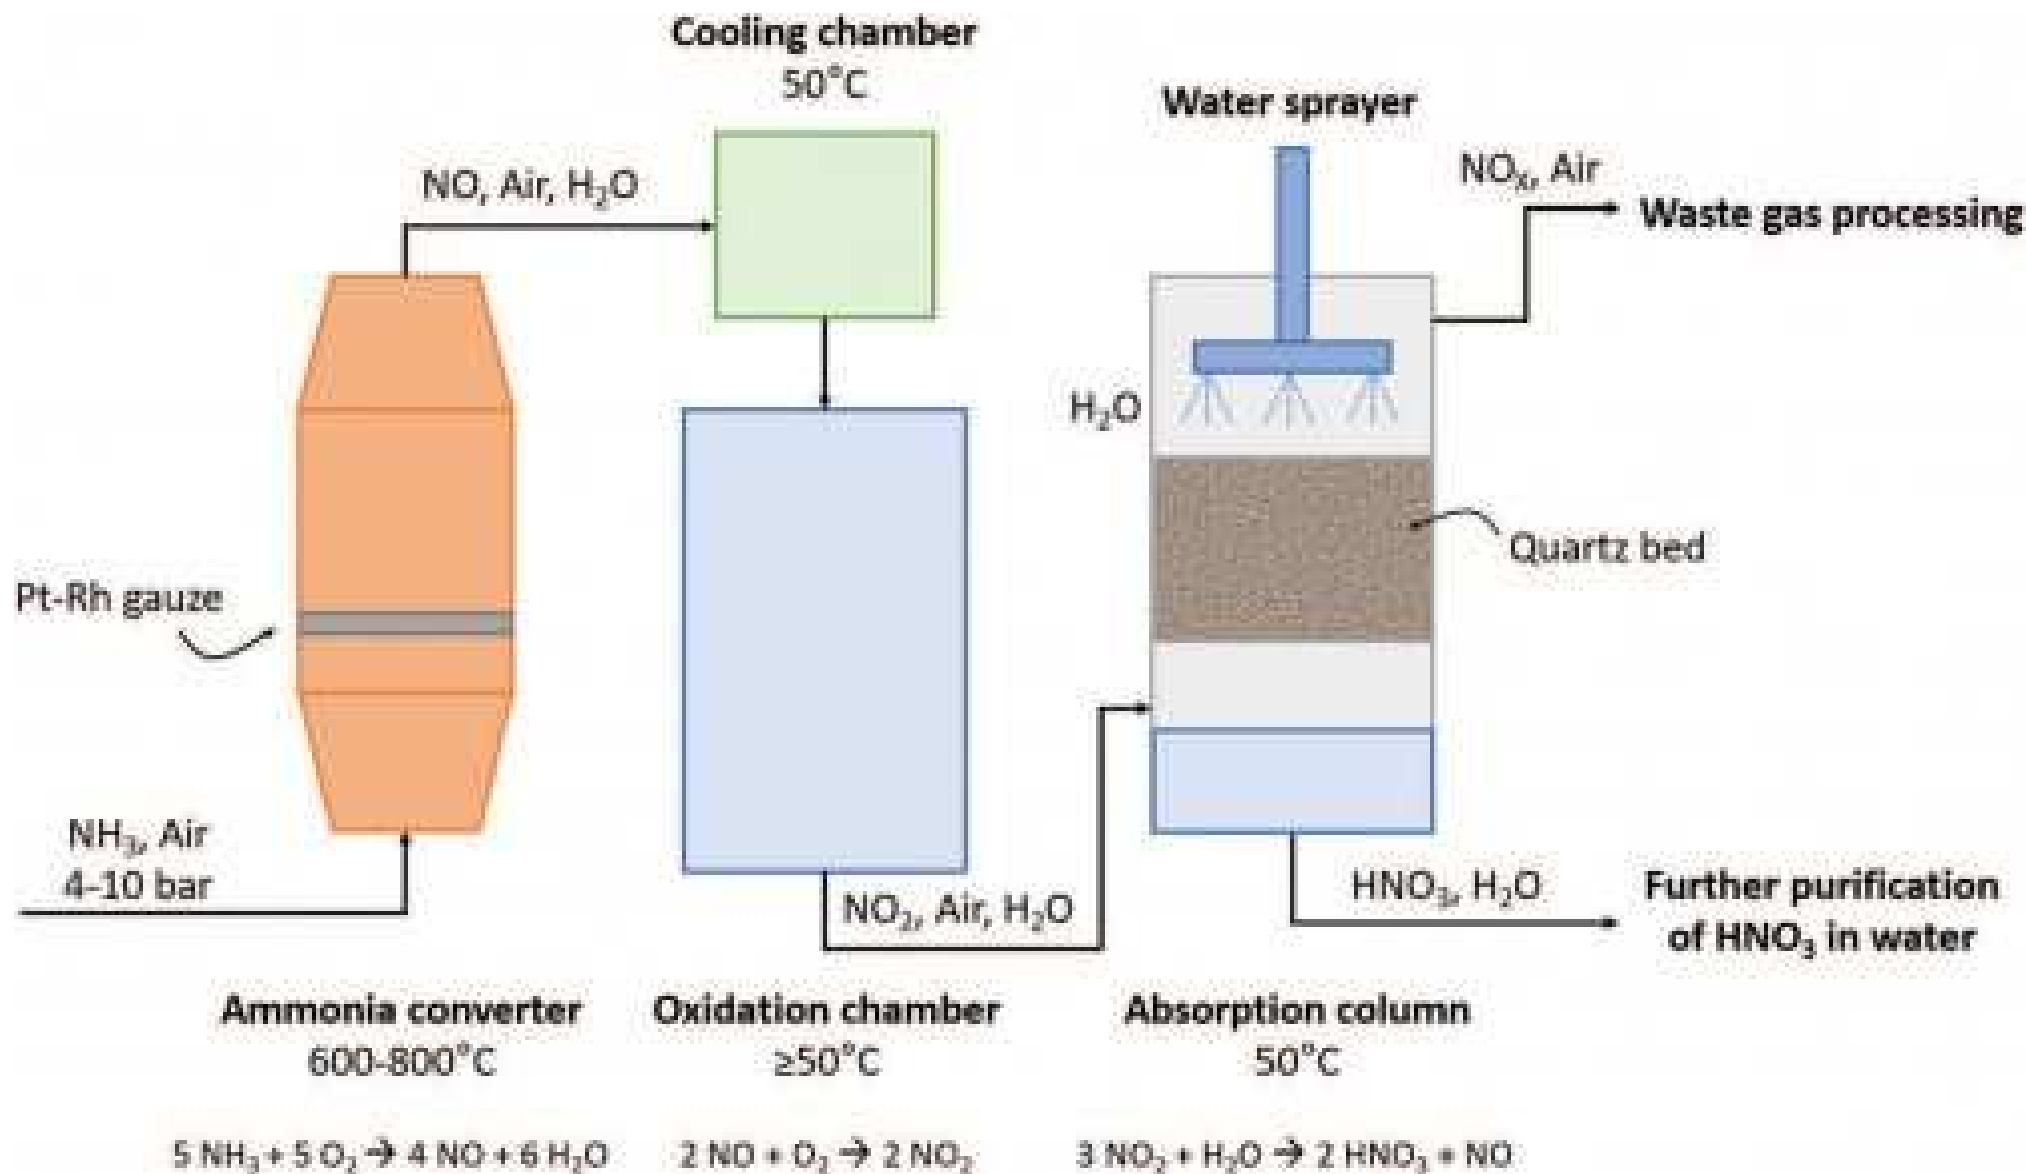 Cooling chamber
50°C
Water sprayer
NO, Air, H₂O
NOₓ, Air
Waste gas processing
H₂O
Quartz bed
Pt-Rh gauze
NH₃, Air
4-10 bar
NO₂, Air, H₂O
HNO₃, H₂O
Further purification
of HNO₃ in water
Ammonia converter
600-800°C
Oxidation chamber
≥50°C
Absorption column
50°C
5 NH₃ + 5 O₂ → 4 NO + 6 H₂O
2 NO + O₂ → 2 NO₂
3 NO₂ + H₂O → 2 HNO₃ + NO